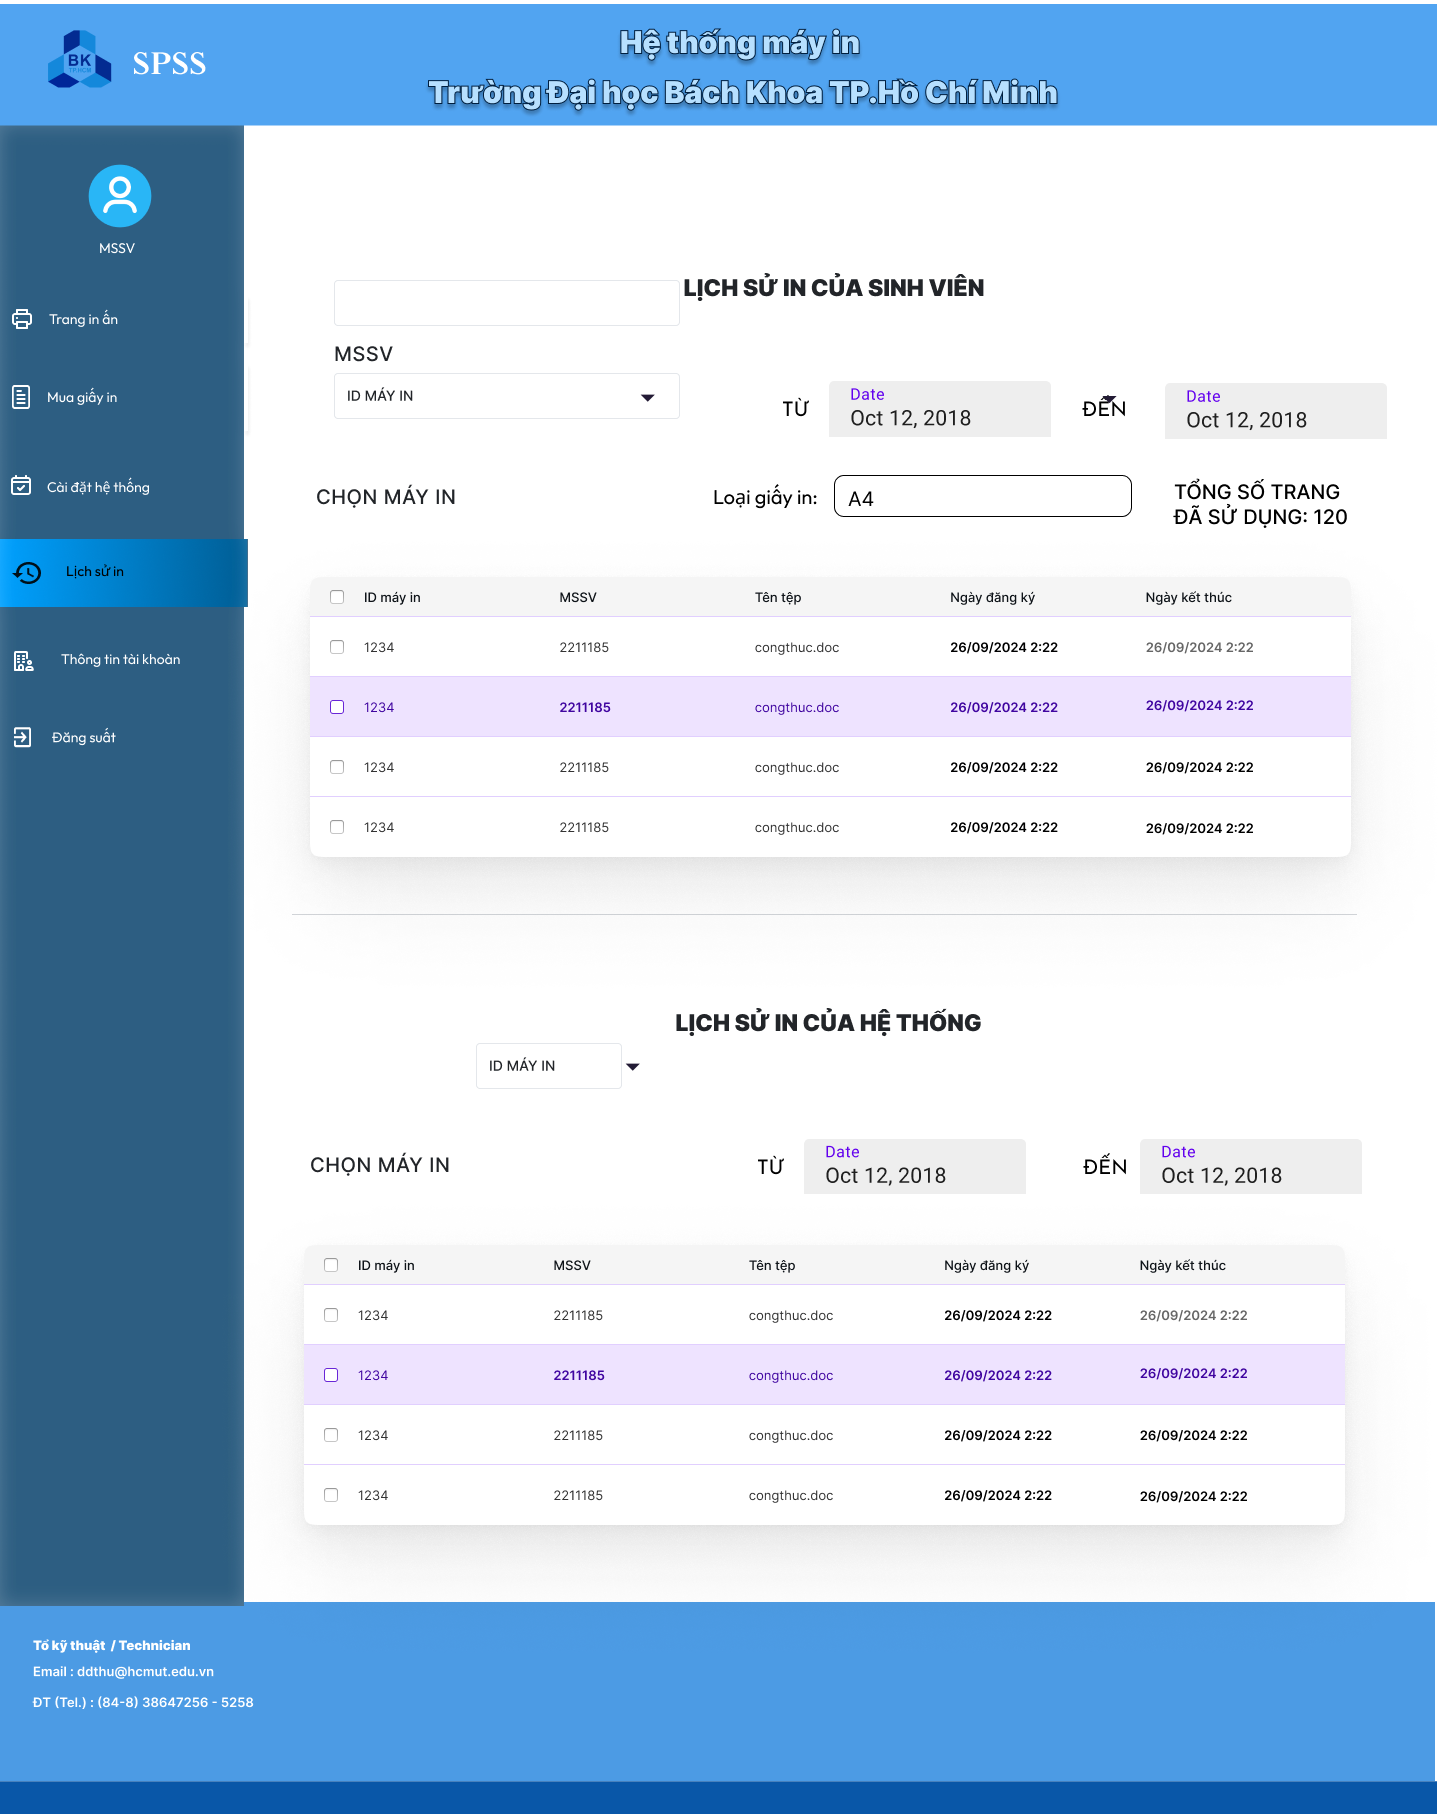 BK
TP.HCM
SPSS
Hệ thống máy in
Trường Đại học Bách Khoa TP.Hồ Chí Minh
MSSV
Trang in ấn
Mua giấy in
Cài đặt hệ thống
Lịch sử in
Thông tin tài khoản
Đăng suất
LỊCH SỬ IN CỦA SINH VIÊN
MSSV
ID MÁY IN
TỪ
Date
Oct 12, 2018
ĐẾN
Date
Oct 12, 2018
CHỌN MÁY IN
Loại giấy in:
A4
TỔNG SỐ TRANG
ĐÃ SỬ DỤNG: 120
ID máy in MSSV Tên tệp Ngày đăng ký Ngày kết thúc
1234 2211185 congthuc.doc 26/09/2024 2:22 26/09/2024 2:22
1234 2211185 congthuc.doc 26/09/2024 2:22 26/09/2024 2:22
1234 2211185 congthuc.doc 26/09/2024 2:22 26/09/2024 2:22
1234 2211185 congthuc.doc 26/09/2024 2:22 26/09/2024 2:22
LỊCH SỬ IN CỦA HỆ THỐNG
ID MÁY IN
CHỌN MÁY IN
TỪ
Date
Oct 12, 2018
ĐẾN
Date
Oct 12, 2018
ID máy in MSSV Tên tệp Ngày đăng ký Ngày kết thúc
1234 2211185 congthuc.doc 26/09/2024 2:22 26/09/2024 2:22
1234 2211185 congthuc.doc 26/09/2024 2:22 26/09/2024 2:22
1234 2211185 congthuc.doc 26/09/2024 2:22 26/09/2024 2:22
1234 2211185 congthuc.doc 26/09/2024 2:22 26/09/2024 2:22
Tổ kỹ thuật / Technician
Email : ddthu@hcmut.edu.vn
ĐT (Tel.) : (84-8) 38647256 - 5258